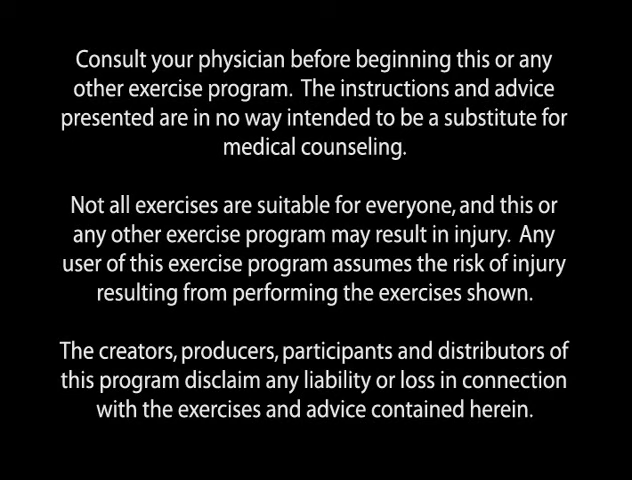 Consult your physician before beginning this or any
other exercise program. The instructions and advice
presented are in no way intended to be a substitute for
medical counseling.
Not all exercises are suitable for everyone, and this or
any other exercise program may result in injury. Any
user of this exercise program assumes the risk of injury
resulting from performing the exercises shown.
The creators, producers, participants and distributors of
this program disclaim any liability or loss in connection
with the exercises and advice contained herein.